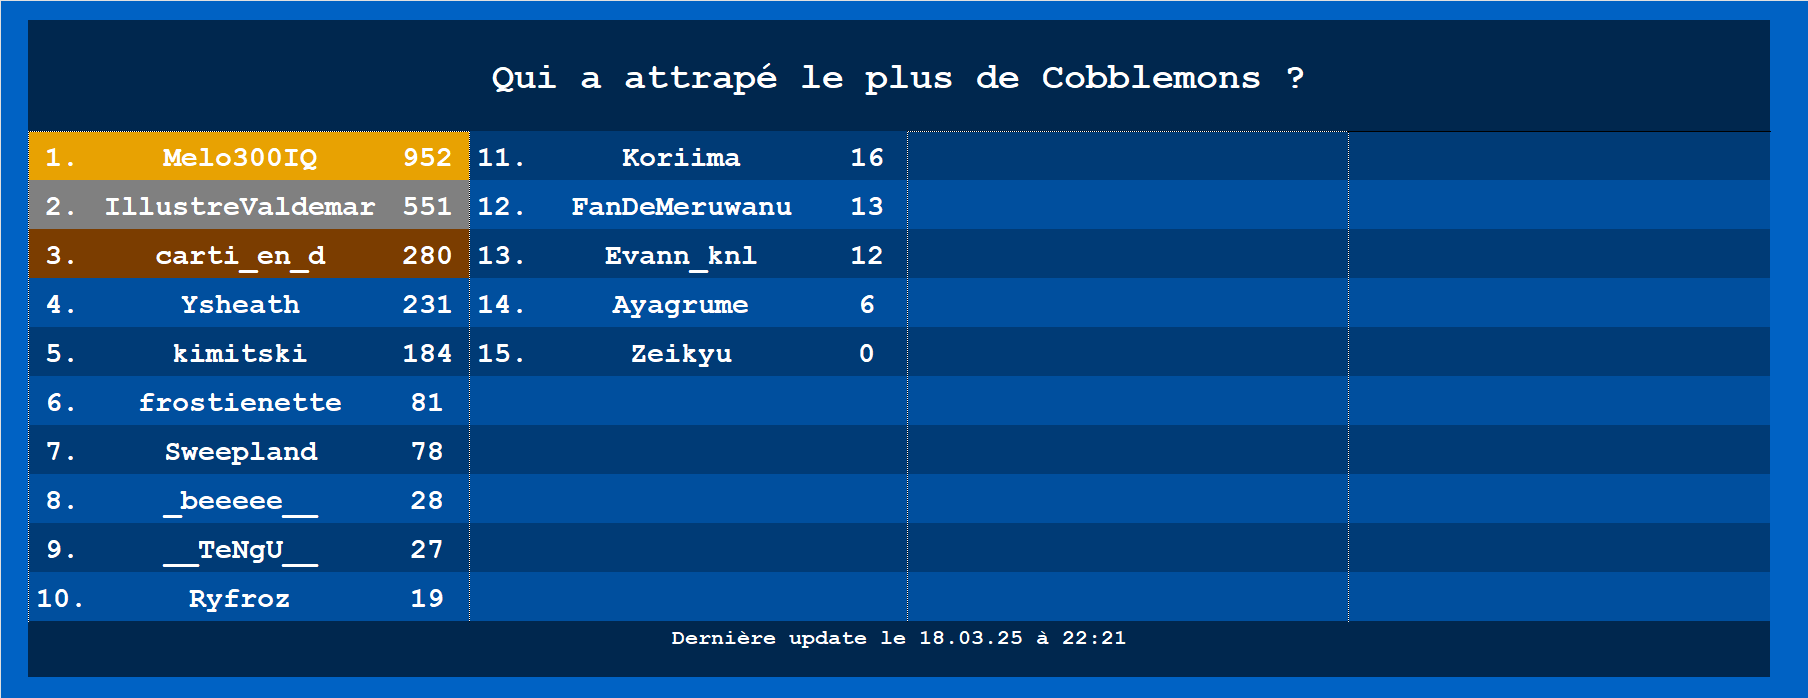 Qui a attrapé le plus de Cobblemons ?
1. Melo300IQ 952
2. IllustreValdemar 551
3. carti_en_d 280
4. Ysheath 231
5. kimitski 184
6. frostienette 81
7. Sweepland 78
8. _beeeee__ 28
9. __TeNgU__ 27
10. Ryfroz 19
11. Koriima 16
12. FanDeMeruwanu 13
13. Evann_knl 12
14. Ayagrume 6
15. Zeikyu 0
Dernière update le 18.03.25 à 22:21